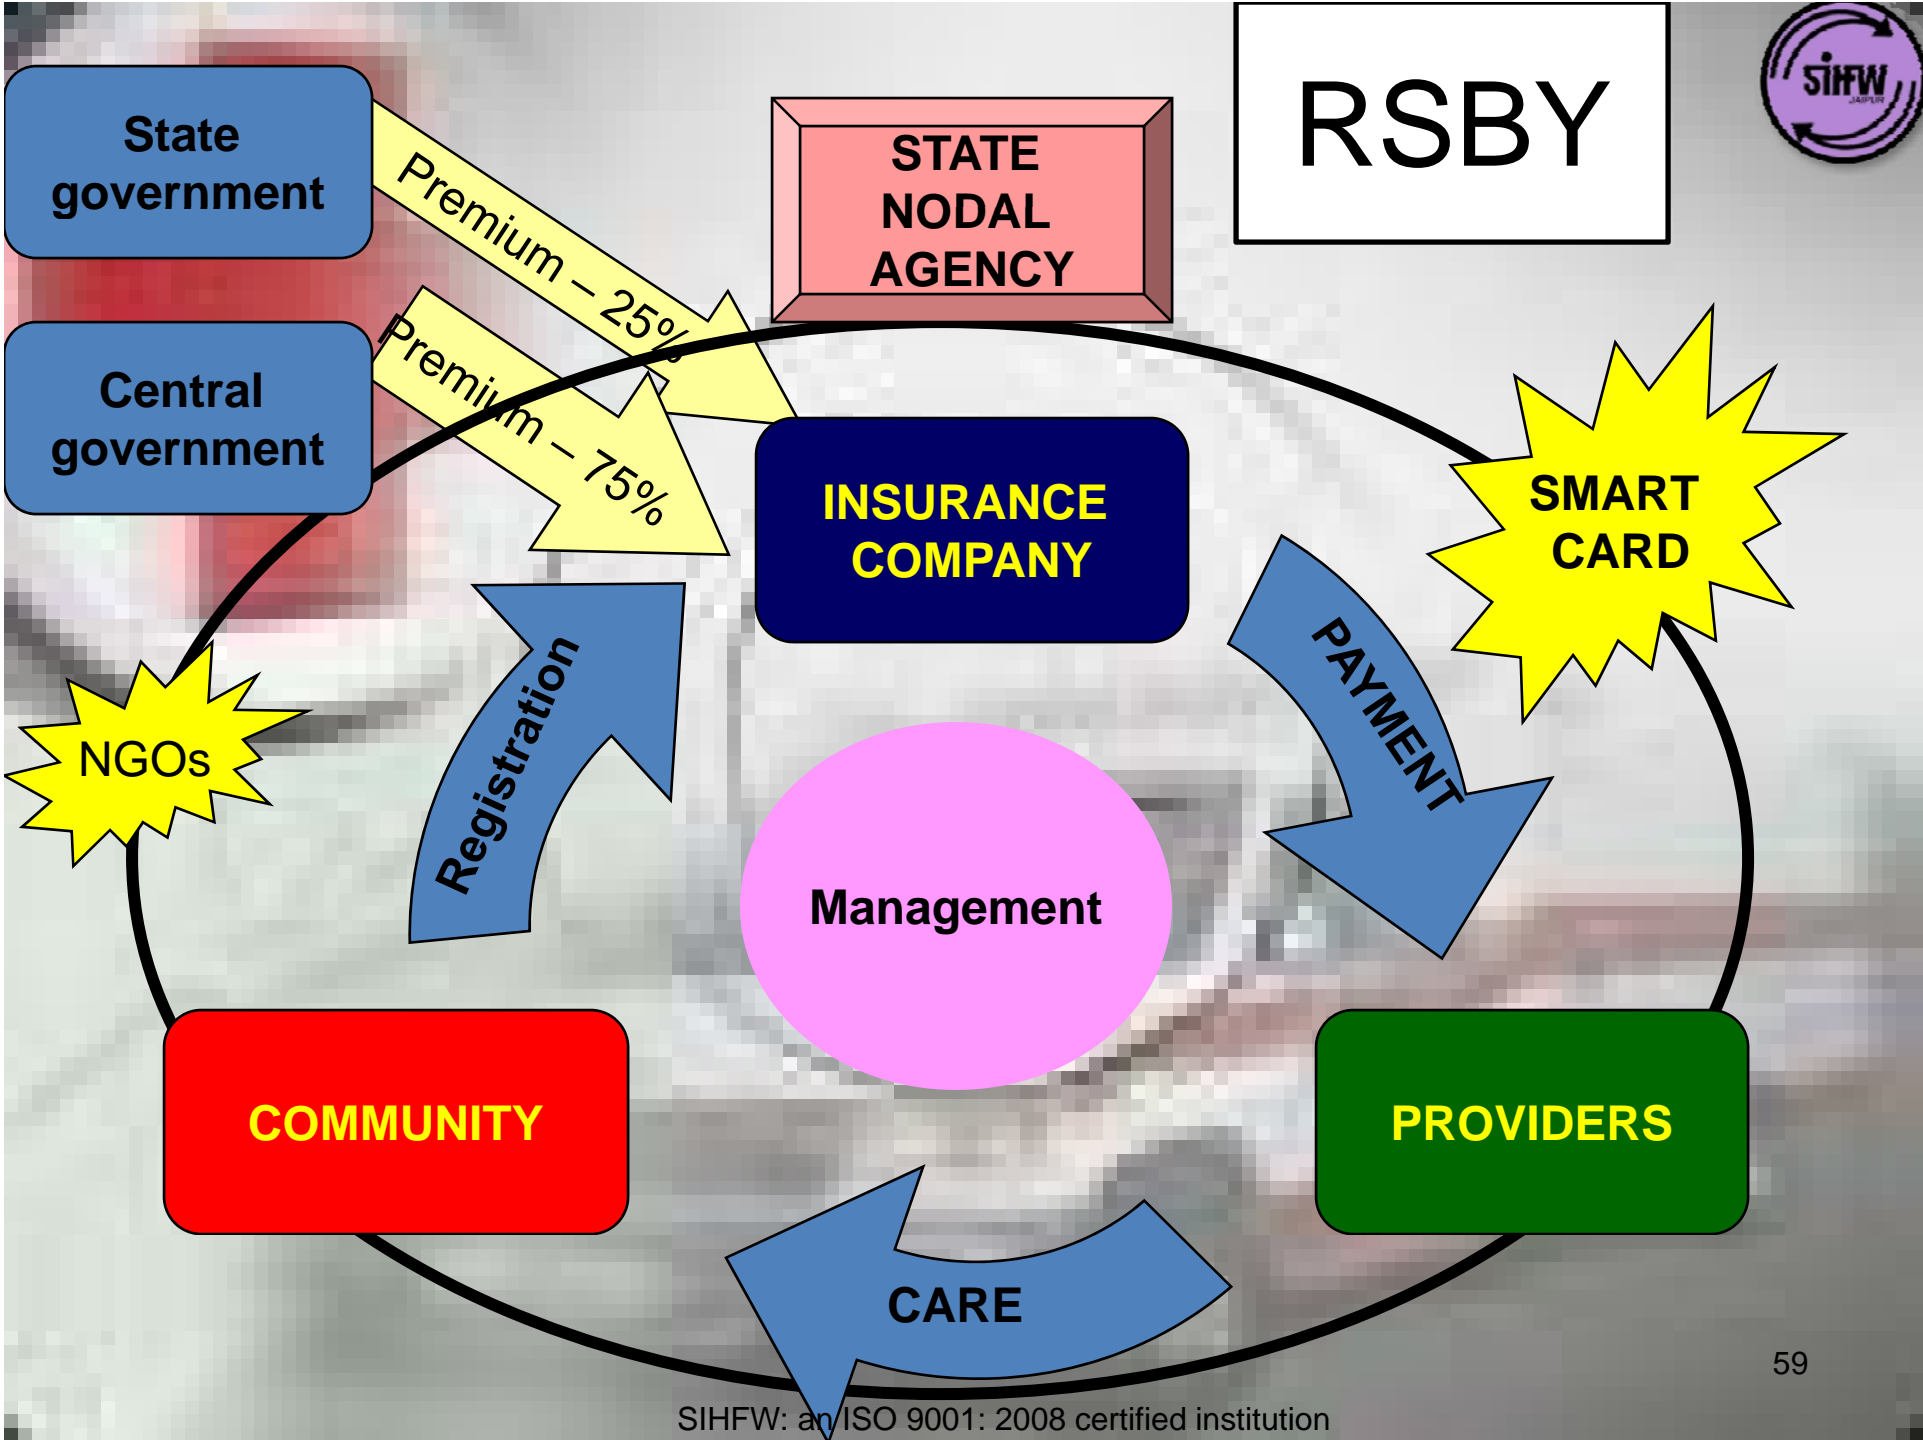 RSBY
SIHFW
JAIPUR
State
government
Premium – 25%
STATE
NODAL
AGENCY
Central
government
Premium – 75%
INSURANCE
COMPANY
SMART
CARD
NGOs
Registration
PAYMENT
Management
COMMUNITY
PROVIDERS
CARE
59
SIHFW: an ISO 9001: 2008 certified institution